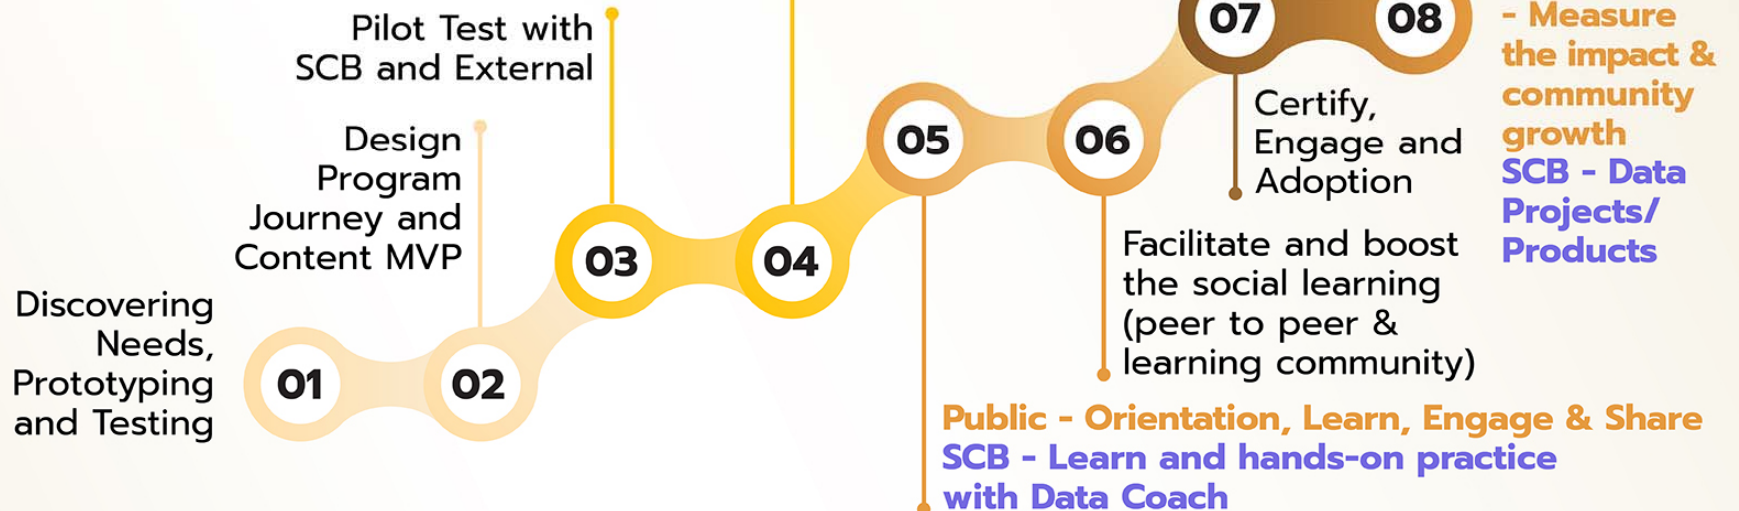 Discovering
Needs,
Prototyping
and Testing
01
Design
Program
Journey and
Content MVP
02
Pilot Test with
SCB and External
03
04
05
Public - Orientation, Learn, Engage & Share
SCB - Learn and hands-on practice
with Data Coach
06
Facilitate and boost
the social learning
(peer to peer &
learning community)
07
Certify,
Engage and
Adoption
08
- Measure
the impact &
community
growth
SCB - Data
Projects/
Products